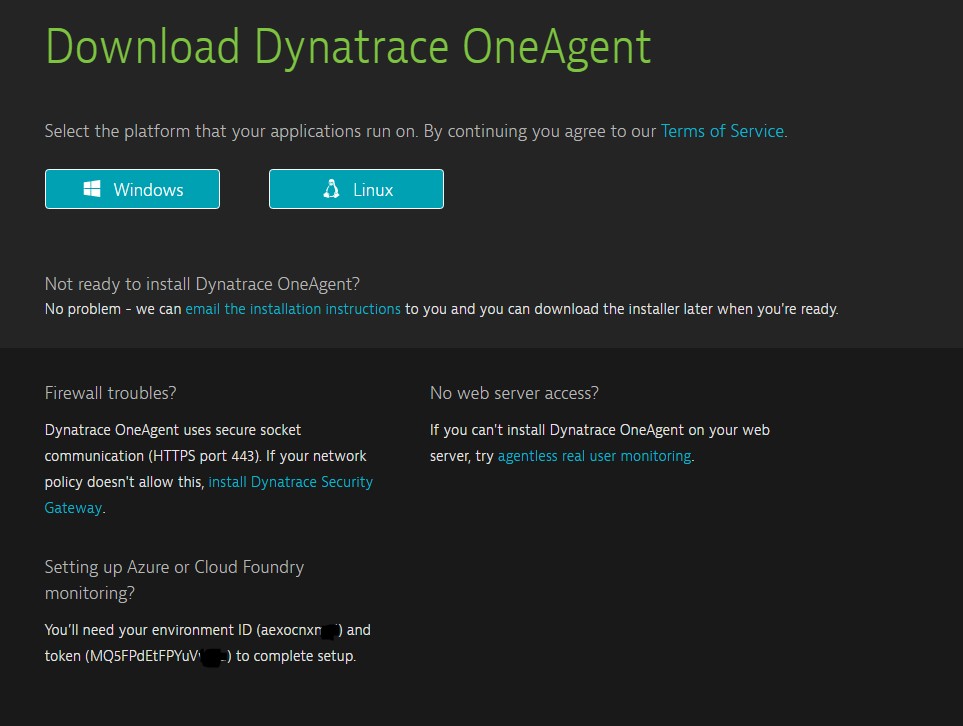 Download Dynatrace OneAgent
Select the platform that your applications run on. By continuing you agree to our Terms of Service.
Windows
Linux
Not ready to install Dynatrace OneAgent?
No problem - we can email the installation instructions to you and you can download the installer later when you're ready.
Firewall troubles?
Dynatrace OneAgent uses secure socket
communication (HTTPS port 443). If your network
policy doesn't allow this, install Dynatrace Security
Gateway.
No web server access?
If you can't install Dynatrace OneAgent on your web
server, try agentless real user monitoring.
Setting up Azure or Cloud Foundry
monitoring?
You'll need your environment ID ) and
token ) to complete setup.